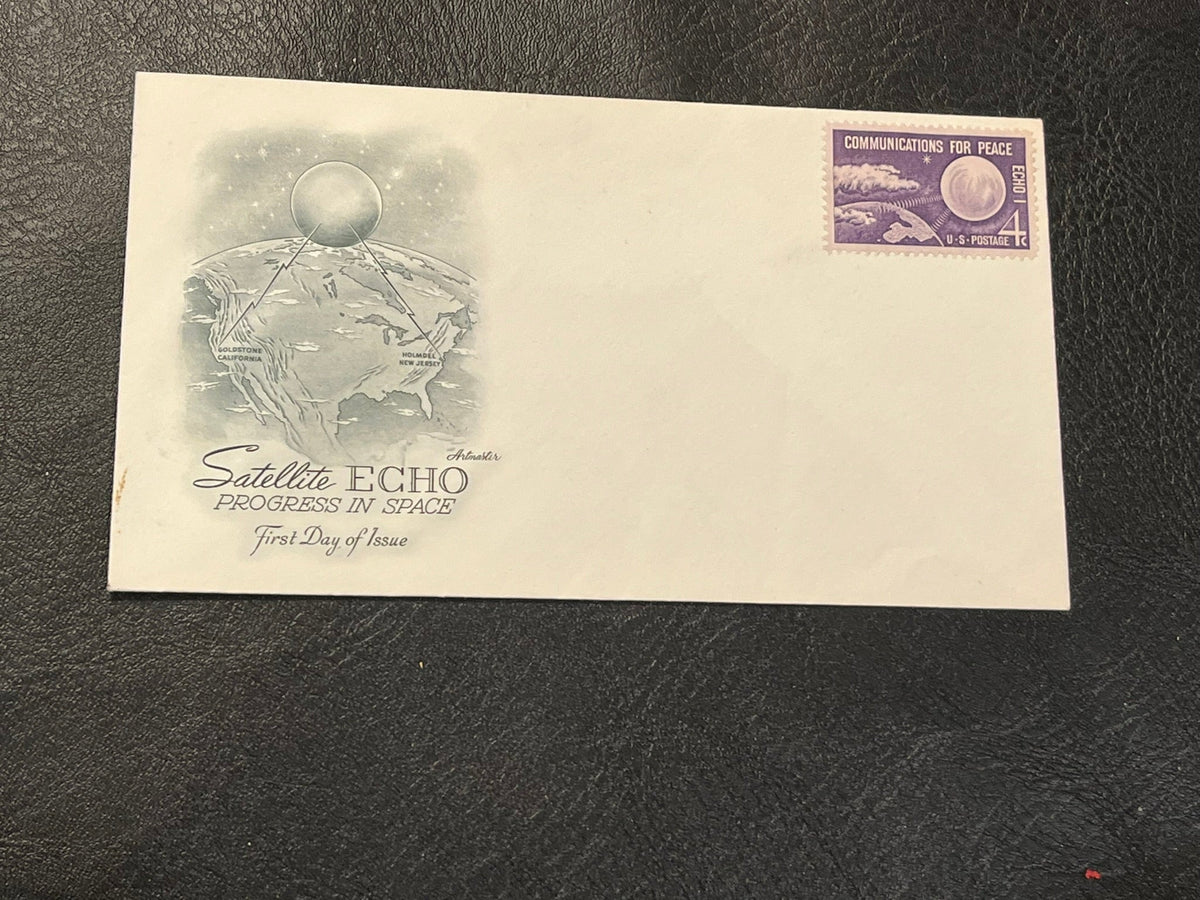 COMMUNICATIONS FOR PEACE
ECHO I
U·S·POSTAGE 4c
GOLDSTONE
CALIFORNIA
HOLMDEL
NEW JERSEY
Artmaster
Satellite ECHO
PROGRESS IN SPACE
First Day of Issue